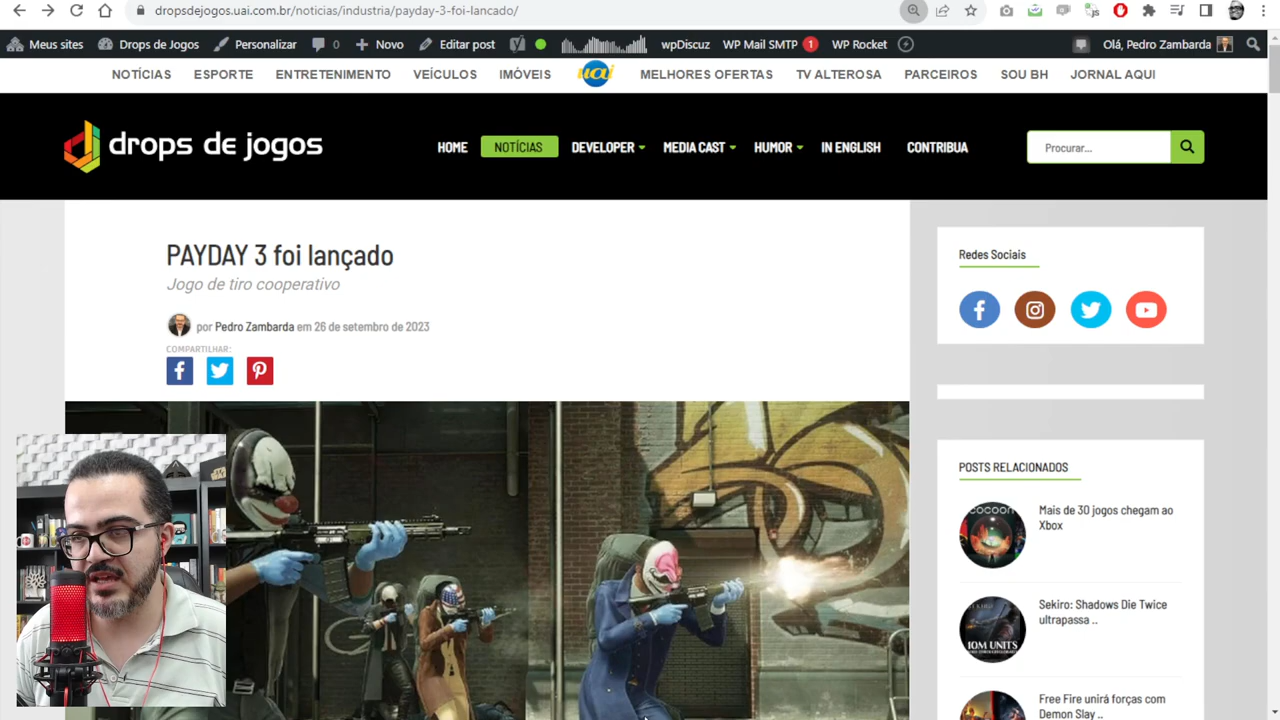 dropsdejogos.uai.com.br/noticias/industria/payday-3-foi-lancado/
Meus sites Drops de Jogos Personalizar 0 Novo Editar post wpDiscuz WP Mail SMTP 1 WP Rocket Olá, Pedro Zambarda
NOTÍCIAS ESPORTE ENTRETENIMENTO VEÍCULOS IMÓVEIS uai MELHORES OFERTAS TV ALTEROSA PARCEIROS SOU BH JORNAL AQUI
drops de jogos HOME NOTÍCIAS DEVELOPER MEDIA CAST HUMOR IN ENGLISH CONTRIBUA Procurar...
PAYDAY 3 foi lançado
Jogo de tiro cooperativo
por Pedro Zambarda em 26 de setembro de 2023
COMPARTILHAR:
Redes Sociais
POSTS RELACIONADOS
COCOON
Mais de 30 jogos chegam ao
Xbox
Sekiro: Shadows Die Twice
ultrapassa ..
10M UNITS
Free Fire unirá forças com
Demon Slay ..